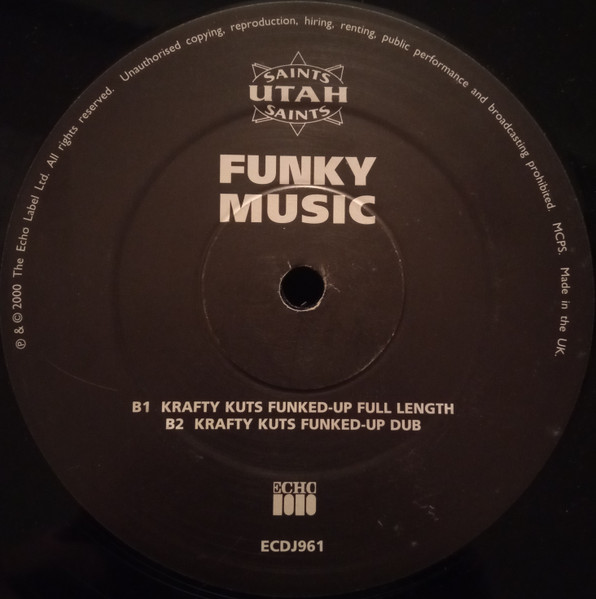 ℗ & © 2000 The Echo Label Ltd. All rights reserved. Unauthorised copying, reproduction, hiring, renting, public performance and broadcasting prohibited. MCPS. Made in the UK.
SAINTS
UTAH
SAINTS
FUNKY
MUSIC
B1 KRAFTY KUTS FUNKED-UP FULL LENGTH
B2 KRAFTY KUTS FUNKED-UP DUB
ECHO
ECDJ961